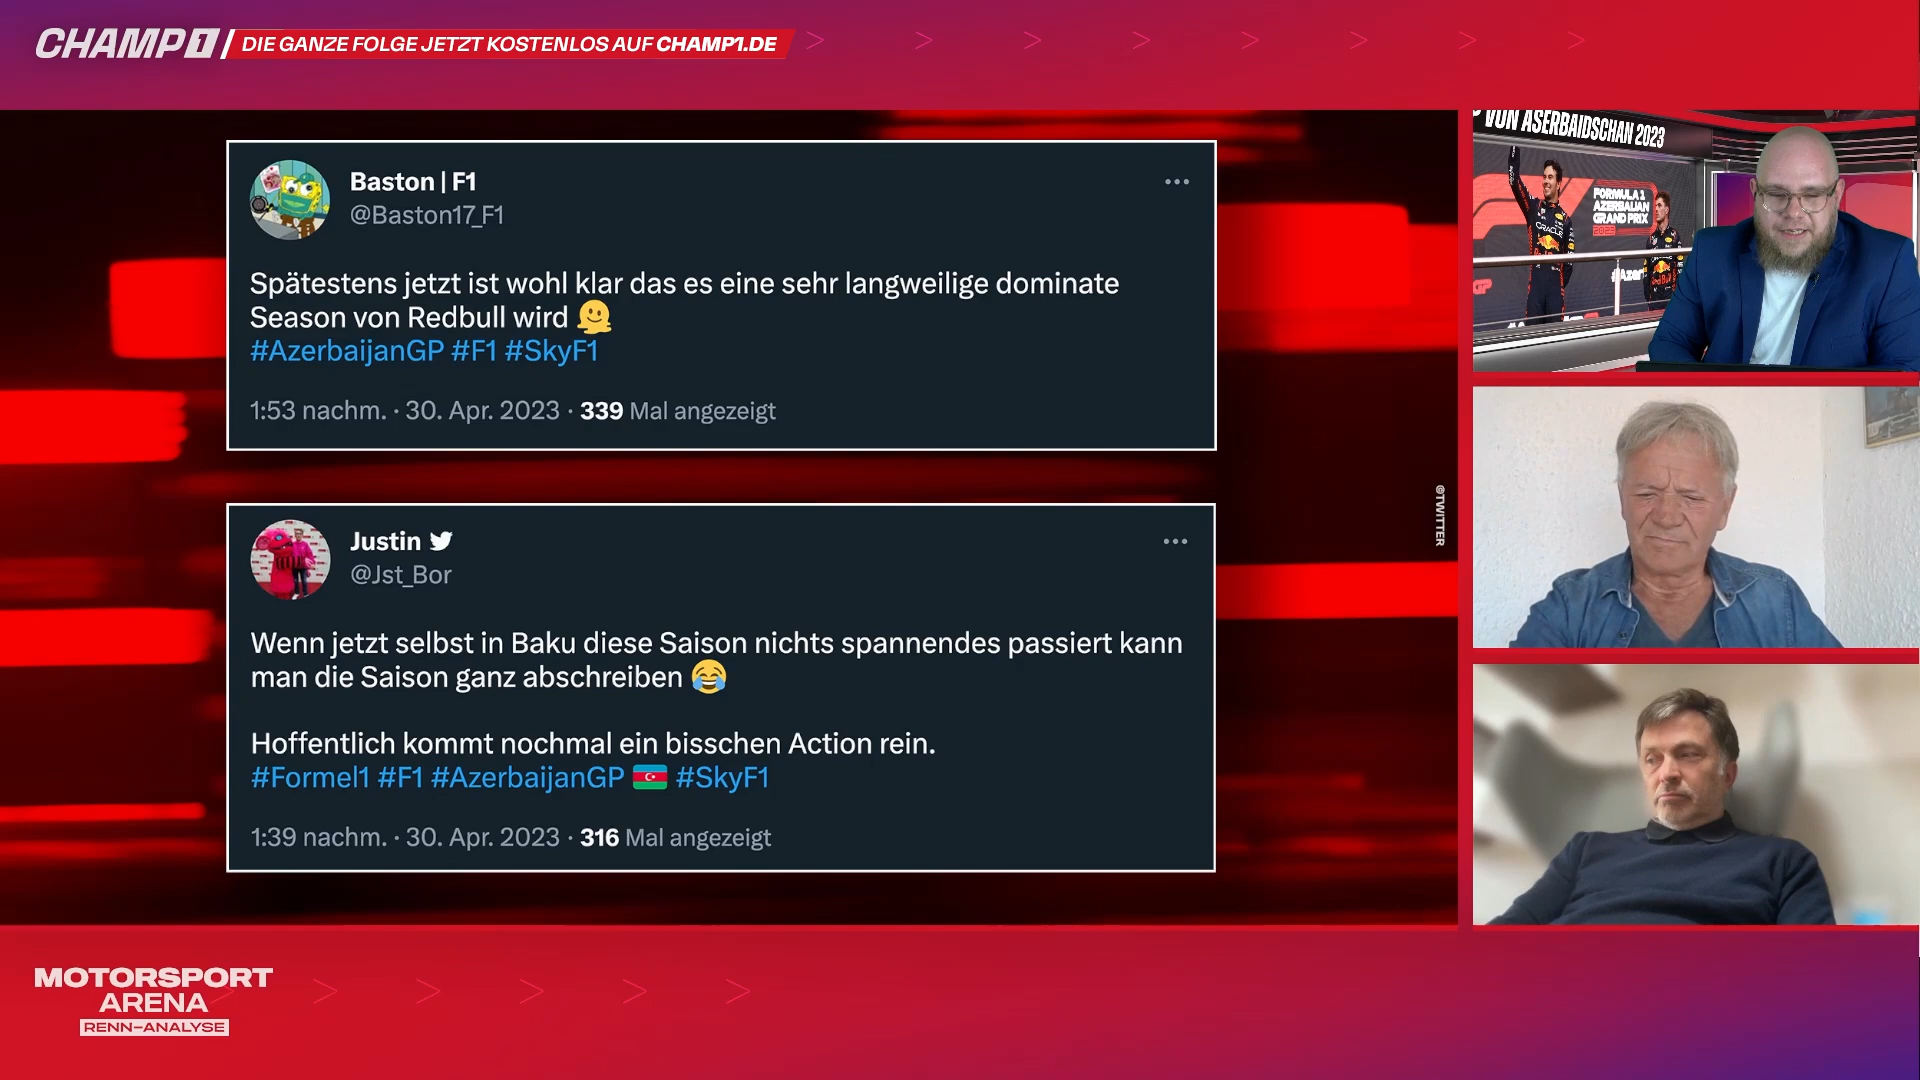 CHAMP1
DIE GANZE FOLGE JETZT KOSTENLOS AUF CHAMP1.DE
Baston | F1
@Baston17_F1
Spätestens jetzt ist wohl klar das es eine sehr langweilige dominate
Season von Redbull wird 🫠
#AzerbaijanGP #F1 #SkyF1
1:53 nachm. · 30. Apr. 2023 · 339 Mal angezeigt
Justin
@Jst_Bor
Wenn jetzt selbst in Baku diese Saison nichts spannendes passiert kann
man die Saison ganz abschreiben 😂
Hoffentlich kommt nochmal ein bisschen Action rein.
#Formel1 #F1 #AzerbaijanGP 🇦🇿 #SkyF1
1:39 nachm. · 30. Apr. 2023 · 316 Mal angezeigt
©TWITTER
VON ASERBAIDSCHAN 2023
FORMULA 1
AZERBAIJAN
GRAND PRIX
2023
ORACLE
MOTORSPORT
ARENA
RENN-ANALYSE